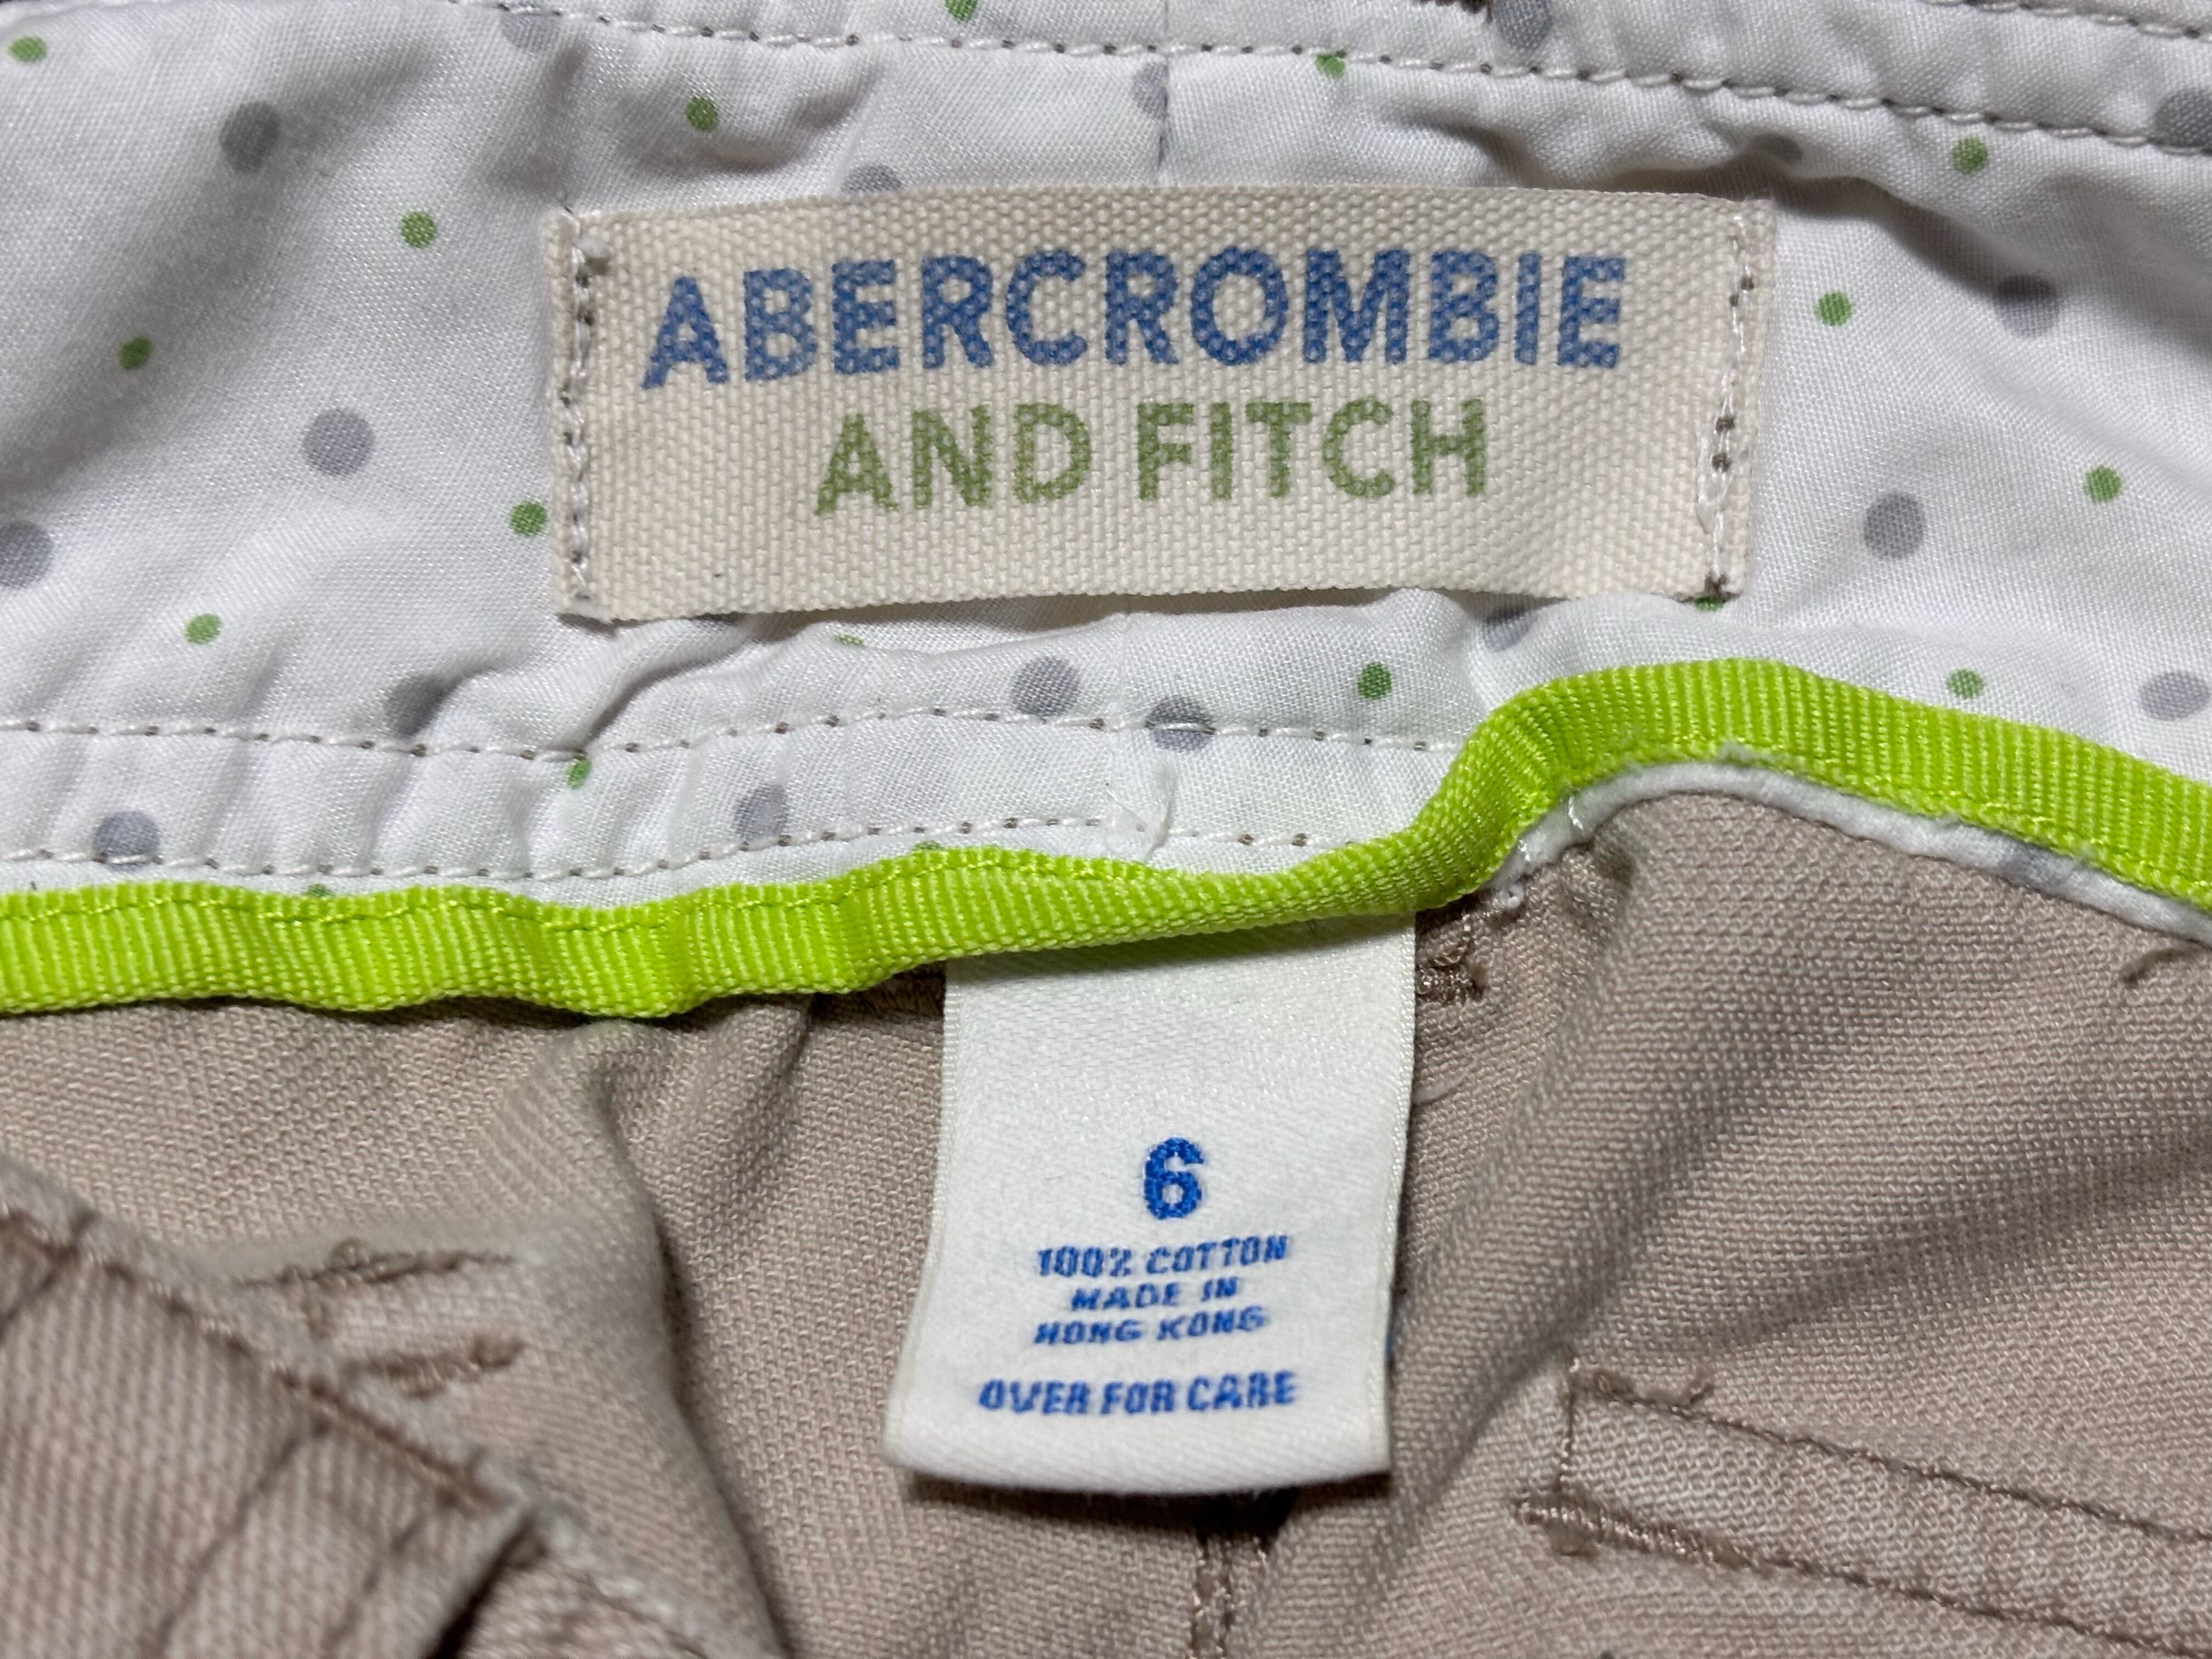 ABERCROMBIE
AND FITCH
6
100% COTTON
MADE IN
HONG KONG
OVER FOR CARE